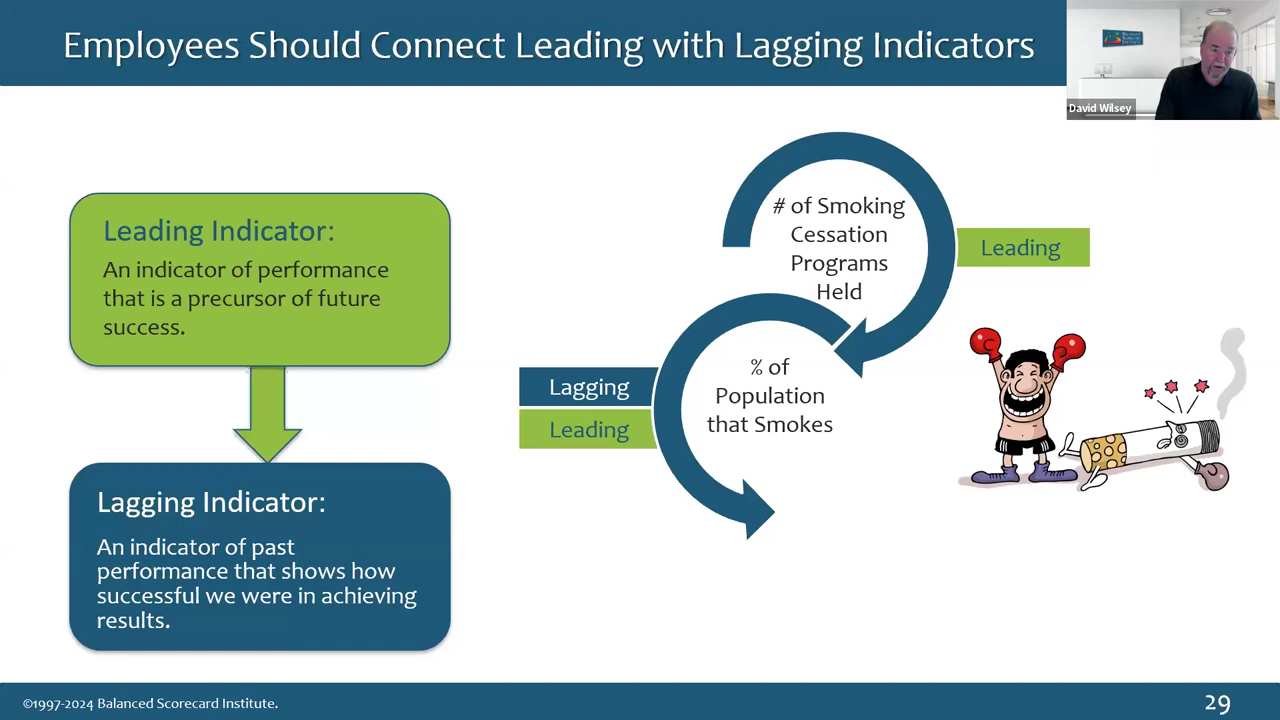 Employees Should Connect Leading with Lagging Indicators
David Wilsey
Leading Indicator:
An indicator of performance
that is a precursor of future
success.
Lagging Indicator:
An indicator of past
performance that shows how
successful we were in achieving
results.
# of Smoking
Cessation
Programs
Held
Leading
% of
Population
that Smokes
Lagging
Leading
©1997-2024 Balanced Scorecard Institute.
29